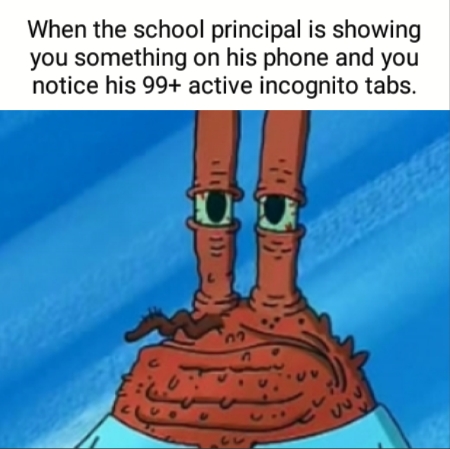 When the school principal is showing
you something on his phone and you
notice his 99+ active incognito tabs.